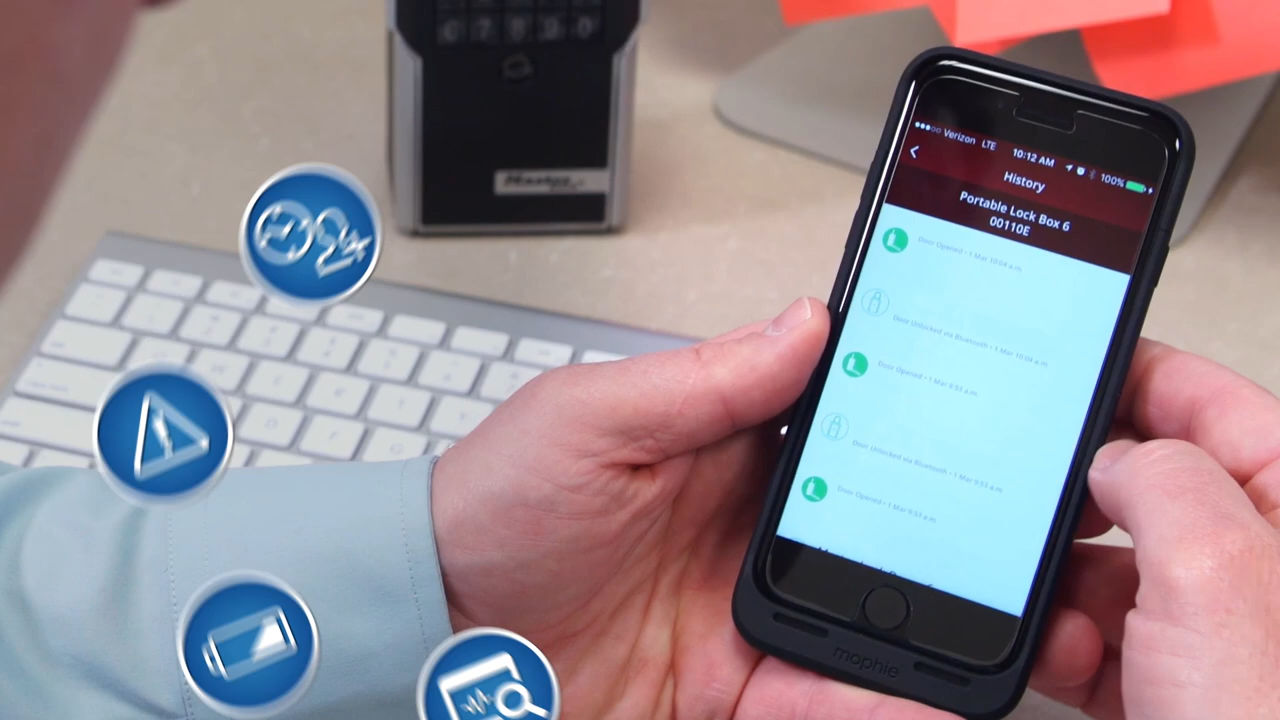 Master
Verizon LTE 10:12 AM 100%
History
Portable Lock Box 6
00110E
Door Opened • 1 Mar 10:04 a.m.
Door Unlocked via Bluetooth • 1 Mar 10:04 a.m.
Door Opened • 1 Mar 9:53 a.m.
Door Unlocked via Bluetooth • 1 Mar 9:53 a.m.
Door Opened • 1 Mar 9:53 a.m.
mophie